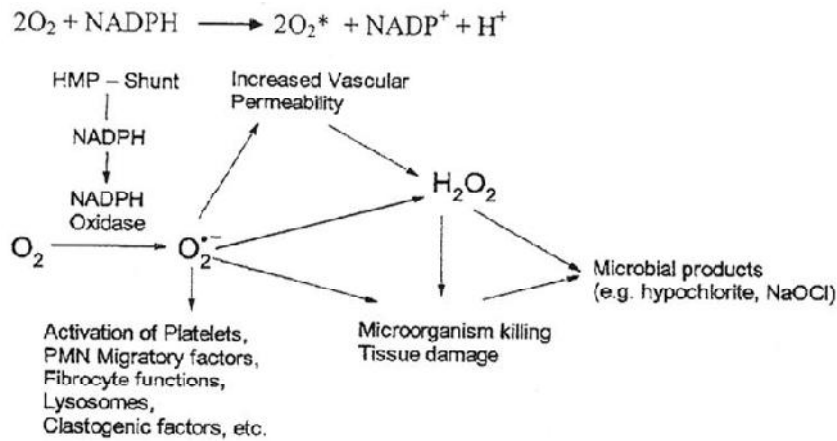 2O₂ + NADPH ⟶ 2O₂* + NADP⁺ + H⁺
HMP – Shunt
NADPH
NADPH
Oxidase
O₂
O₂•−
Increased Vascular
Permeability
H₂O₂
Activation of Platelets,
PMN Migratory factors,
Fibrocyte functions,
Lysosomes,
Clastogenic factors, etc.
Microorganism killing
Tissue damage
Microbial products
(e.g. hypochlorite, NaOCl)